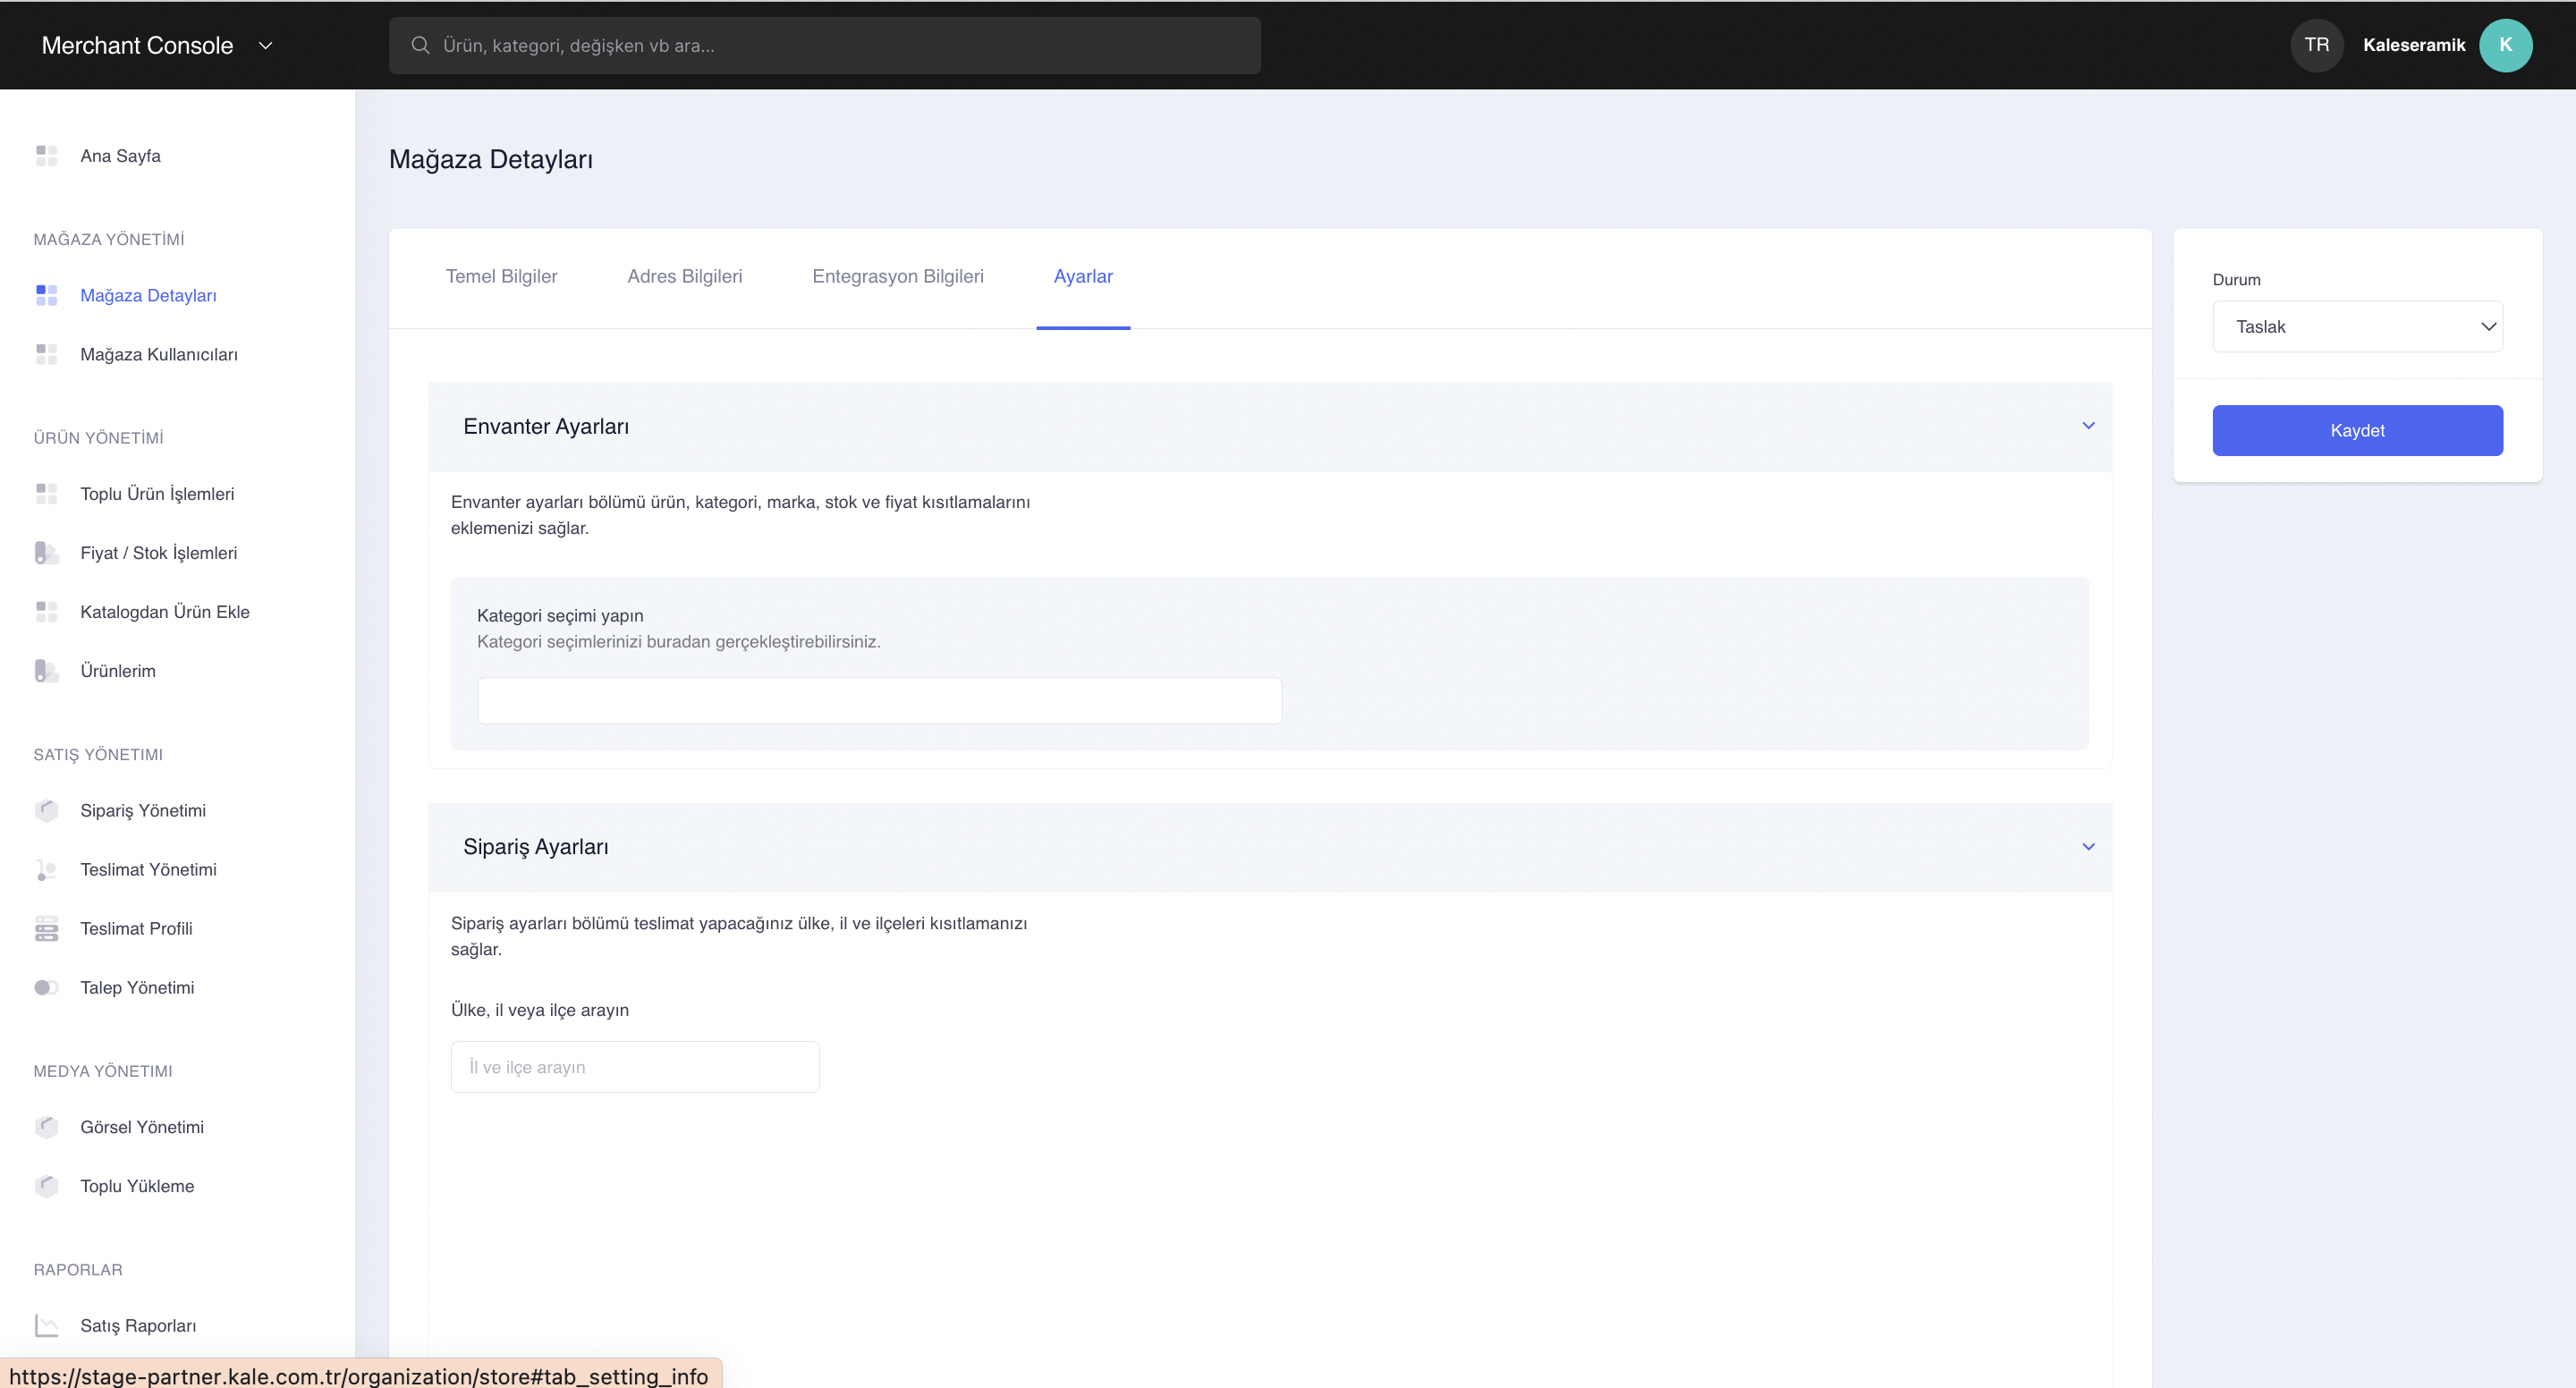 Merchant Console
Ürün, kategori, değişken vb ara...
TR
Kaleseramik
K
Ana Sayfa
MAĞAZA YÖNETİMİ
Mağaza Detayları
Mağaza Kullanıcıları
ÜRÜN YÖNETİMİ
Toplu Ürün İşlemleri
Fiyat / Stok İşlemleri
Katalogdan Ürün Ekle
Ürünlerim
SATIŞ YÖNETIMI
Sipariş Yönetimi
Teslimat Yönetimi
Teslimat Profili
Talep Yönetimi
MEDYA YÖNETIMI
Görsel Yönetimi
Toplu Yükleme
RAPORLAR
Satış Raporları
Mağaza Detayları
Temel Bilgiler
Adres Bilgileri
Entegrasyon Bilgileri
Ayarlar
Envanter Ayarları
Envanter ayarları bölümü ürün, kategori, marka, stok ve fiyat kısıtlamalarını
eklemenizi sağlar.
Kategori seçimi yapın
Kategori seçimlerinizi buradan gerçekleştirebilirsiniz.
Sipariş Ayarları
Sipariş ayarları bölümü teslimat yapacağınız ülke, il ve ilçeleri kısıtlamanızı
sağlar.
Ülke, il veya ilçe arayın
İl ve ilçe arayın
Durum
Taslak
Kaydet
https://stage-partner.kale.com.tr/organization/store#tab_setting_info